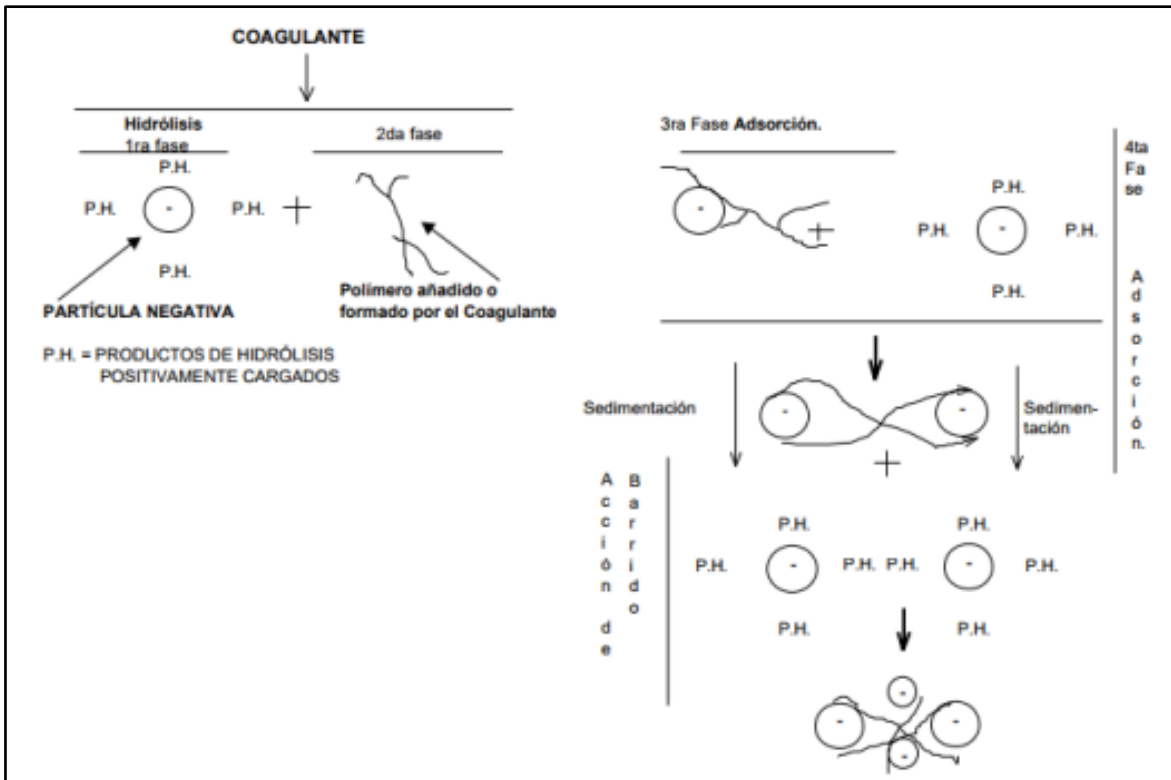 COAGULANTE
Hidrólisis
1ra fase
2da fase
P.H.
P.H.
-
P.H.
+
P.H.
PARTÍCULA NEGATIVA
Polímero añadido o
formado por el Coagulante
P.H. = PRODUCTOS DE HIDRÓLISIS
POSITIVAMENTE CARGADOS
3ra Fase Adsorción.
-
+
P.H.
P.H.
-
P.H.
P.H.
4ta
Fa
se
A
d
s
o
r
c
i
ó
n.
Sedimentación
-
-
Sedimen-
tación
+
A
c
c
i
ó
n
d
e
B
a
r
r
i
d
o
P.H.
P.H.
P.H.
-
P.H. P.H.
-
P.H.
P.H.
P.H.
-
-
-
-